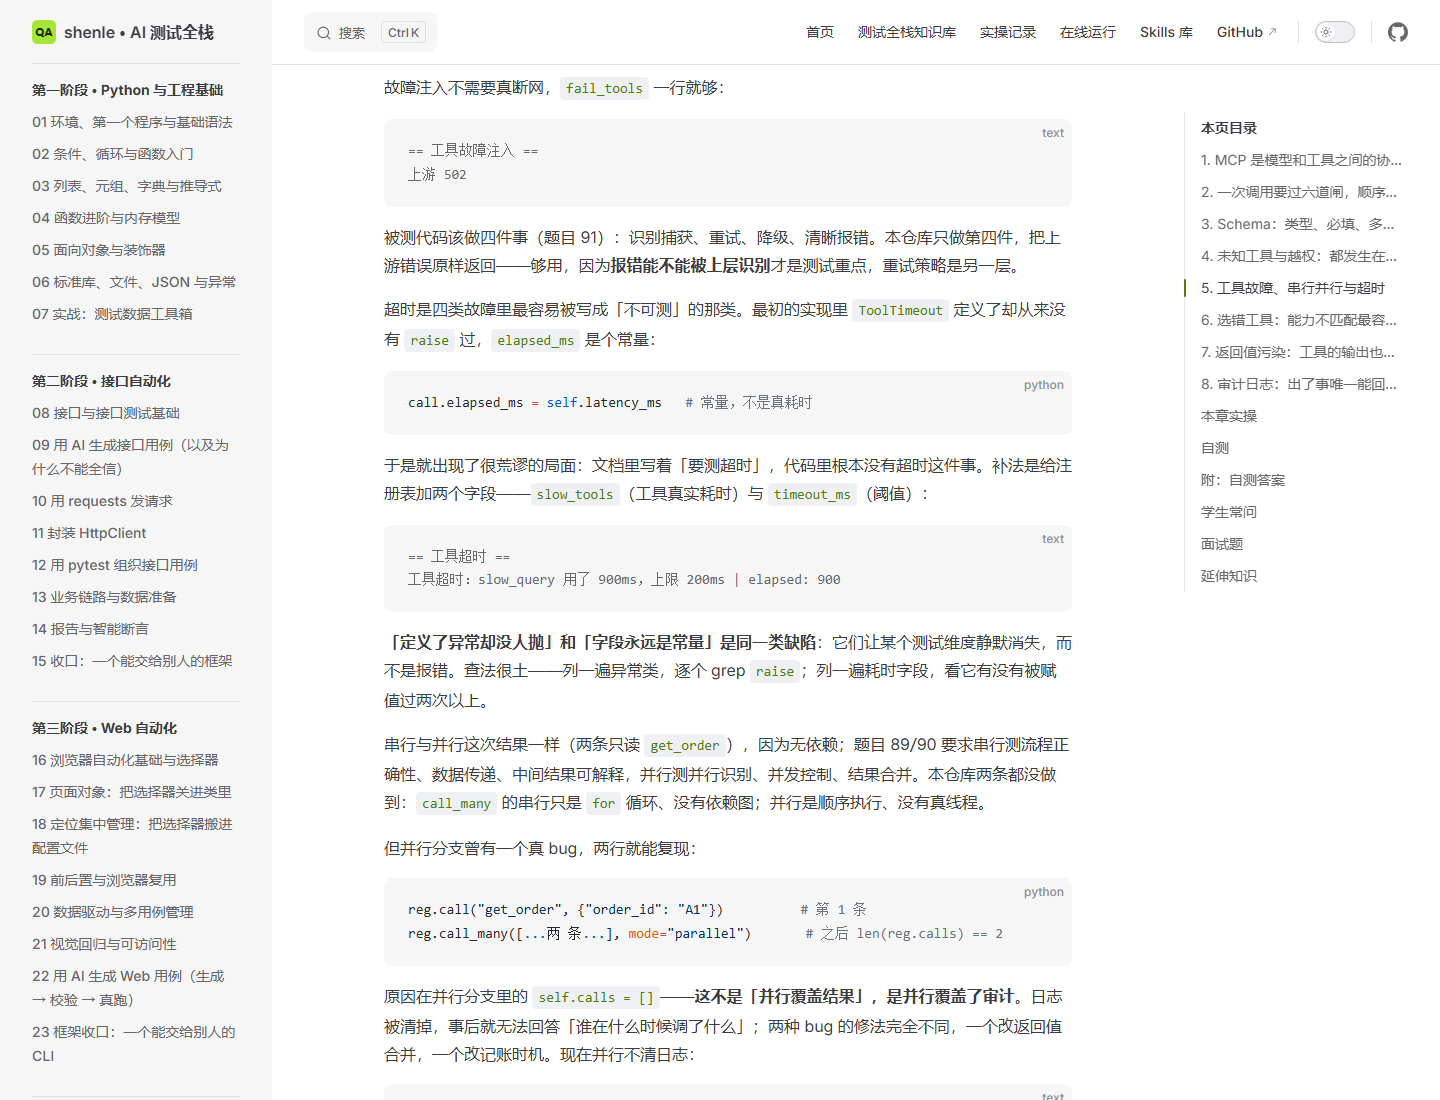 QA shenle • AI 测试全栈
搜索 Ctrl K
首页 测试全栈知识库 实操记录 在线运行 Skills 库 GitHub ↗
第一阶段 • Python 与工程基础
01 环境、第一个程序与基础语法
02 条件、循环与函数入门
03 列表、元组、字典与推导式
04 函数进阶与内存模型
05 面向对象与装饰器
06 标准库、文件、JSON 与异常
07 实战：测试数据工具箱
第二阶段 • 接口自动化
08 接口与接口测试基础
09 用 AI 生成接口用例（以及为
什么不能全信）
10 用 requests 发请求
11 封装 HttpClient
12 用 pytest 组织接口用例
13 业务链路与数据准备
14 报告与智能断言
15 收口：一个能交给别人的框架
第三阶段 • Web 自动化
16 浏览器自动化基础与选择器
17 页面对象：把选择器关进类里
18 定位集中管理：把选择器搬进
配置文件
19 前后置与浏览器复用
20 数据驱动与多用例管理
21 视觉回归与可访问性
22 用 AI 生成 Web 用例（生成
→ 校验 → 真跑）
23 框架收口：一个能交给别人的
CLI
故障注入不需要真断网，fail_tools 一行就够：
text
== 工具故障注入 ==
上游 502
被测代码该做四件事（题目 91）：识别捕获、重试、降级、清晰报错。本仓库只做第四件，把上
游错误原样返回——够用，因为报错能不能被上层识别才是测试重点，重试策略是另一层。
超时是四类故障里最容易被写成「不可测」的那类。最初的实现里 ToolTimeout 定义了却从来没
有 raise 过，elapsed_ms 是个常量：
python
call.elapsed_ms = self.latency_ms   # 常量，不是真耗时
于是就出现了很荒谬的局面：文档里写着「要测超时」，代码里根本没有超时这件事。补法是给注
册表加两个字段——slow_tools（工具真实耗时）与 timeout_ms（阈值）：
text
== 工具超时 ==
工具超时：slow_query 用了 900ms，上限 200ms | elapsed: 900
「定义了异常却没人抛」和「字段永远是常量」是同一类缺陷：它们让某个测试维度静默消失，而
不是报错。查法很土——列一遍异常类，逐个 grep raise；列一遍耗时字段，看它有没有被赋
值过两次以上。
串行与并行这次结果一样（两条只读 get_order），因为无依赖；题目 89/90 要求串行测流程正
确性、数据传递、中间结果可解释，并行测并行识别、并发控制、结果合并。本仓库两条都没做
到：call_many 的串行只是 for 循环、没有依赖图；并行是顺序执行、没有真线程。
但并行分支曾有一个真 bug，两行就能复现：
python
reg.call("get_order", {"order_id": "A1"})          # 第 1 条
reg.call_many([...两 条...], mode="parallel")       # 之后 len(reg.calls) == 2
原因在并行分支里的 self.calls = []——这不是「并行覆盖结果」，是并行覆盖了审计。日志
被清掉，事后就无法回答「谁在什么时候调了什么」；两种 bug 的修法完全不同，一个改返回值
合并，一个改记账时机。现在并行不清日志：
text
本页目录
1. MCP 是模型和工具之间的协...
2. 一次调用要过六道闸，顺序...
3. Schema：类型、必填、多...
4. 未知工具与越权：都发生在...
5. 工具故障、串行并行与超时
6. 选错工具：能力不匹配最容...
7. 返回值污染：工具的输出也...
8. 审计日志：出了事唯一能回...
本章实操
自测
附：自测答案
学生常问
面试题
延伸知识